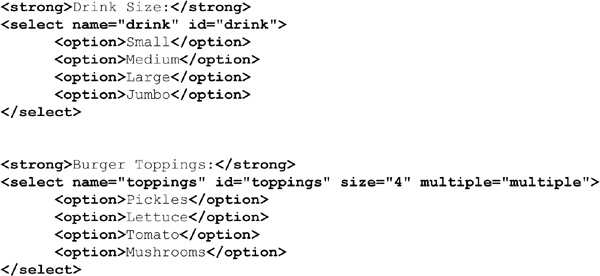 <strong>Drink Size:</strong>
<select name="drink" id="drink">
<option>Small</option>
<option>Medium</option>
<option>Large</option>
<option>Jumbo</option>
</select>
<strong>Burger Toppings:</strong>
<select name="toppings" id="toppings" size="4" multiple="multiple">
<option>Pickles</option>
<option>Lettuce</option>
<option>Tomato</option>
<option>Mushrooms</option>
</select>